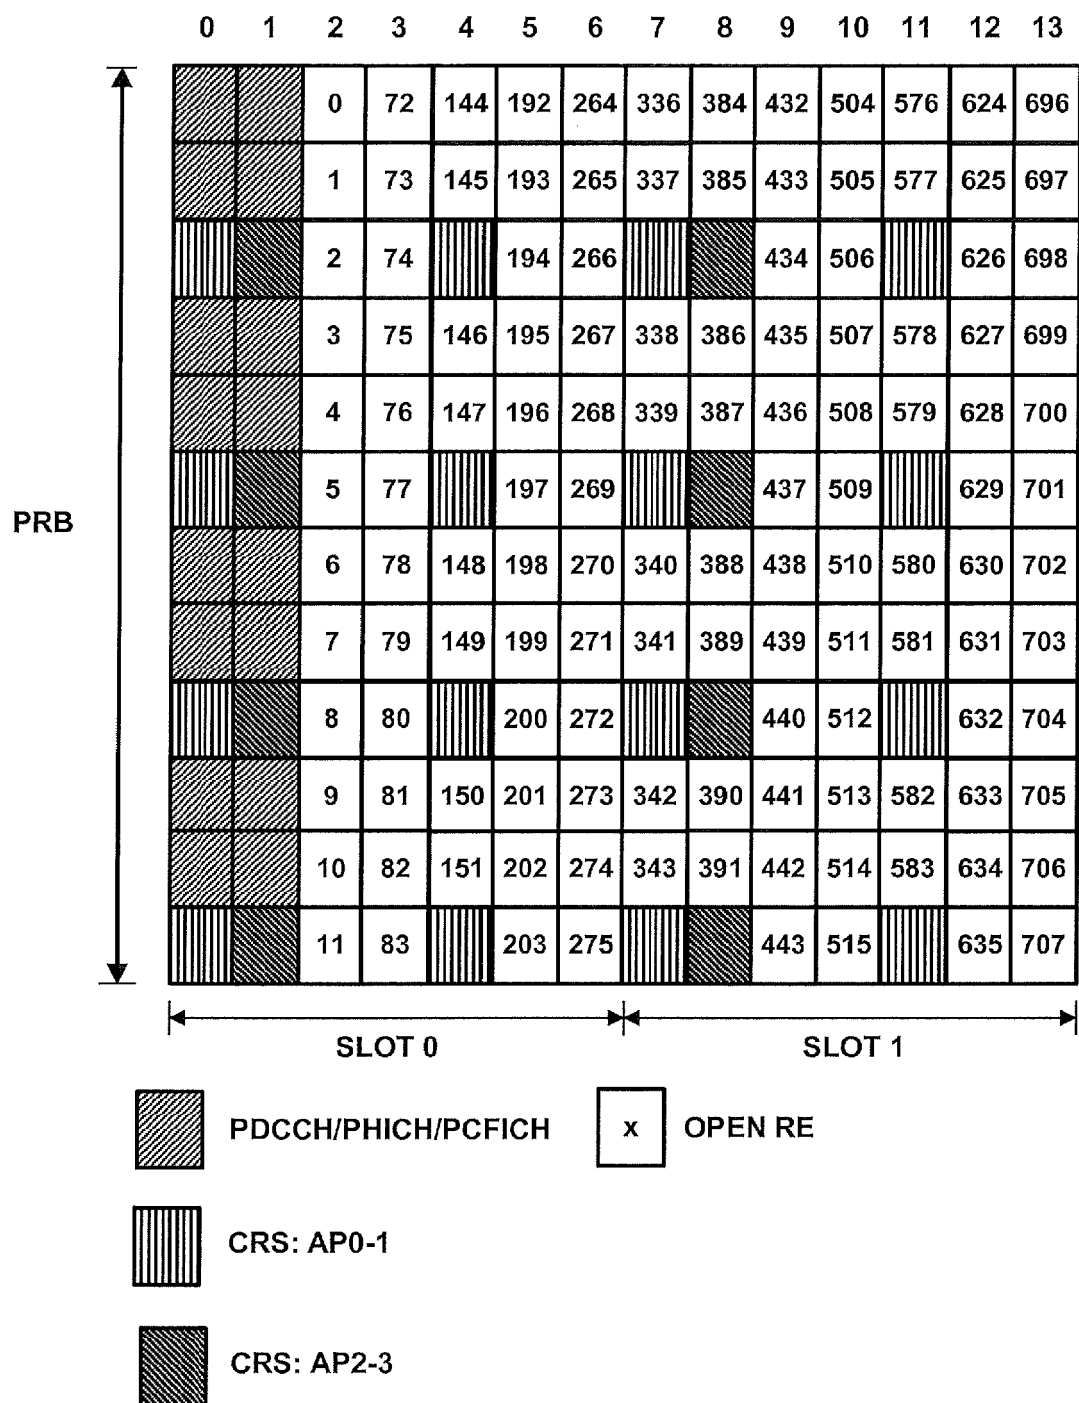 0 1 2 3 4 5 6 7 8 9 10 11 12 13
0 72 144 192 264 336 384 432 504 576 624 696
1 73 145 193 265 337 385 433 505 577 625 697
2 74 194 266 434 506 626 698
3 75 146 195 267 338 386 435 507 578 627 699
4 76 147 196 268 339 387 436 508 579 628 700
5 77 197 269 437 509 629 701
PRB
6 78 148 198 270 340 388 438 510 580 630 702
7 79 149 199 271 341 389 439 511 581 631 703
8 80 200 272 440 512 632 704
9 81 150 201 273 342 390 441 513 582 633 705
10 82 151 202 274 343 391 442 514 583 634 706
11 83 203 275 443 515 635 707
SLOT 0 SLOT 1
PDCCH/PHICH/PCFICH x OPEN RE
CRS: AP0-1
CRS: AP2-3